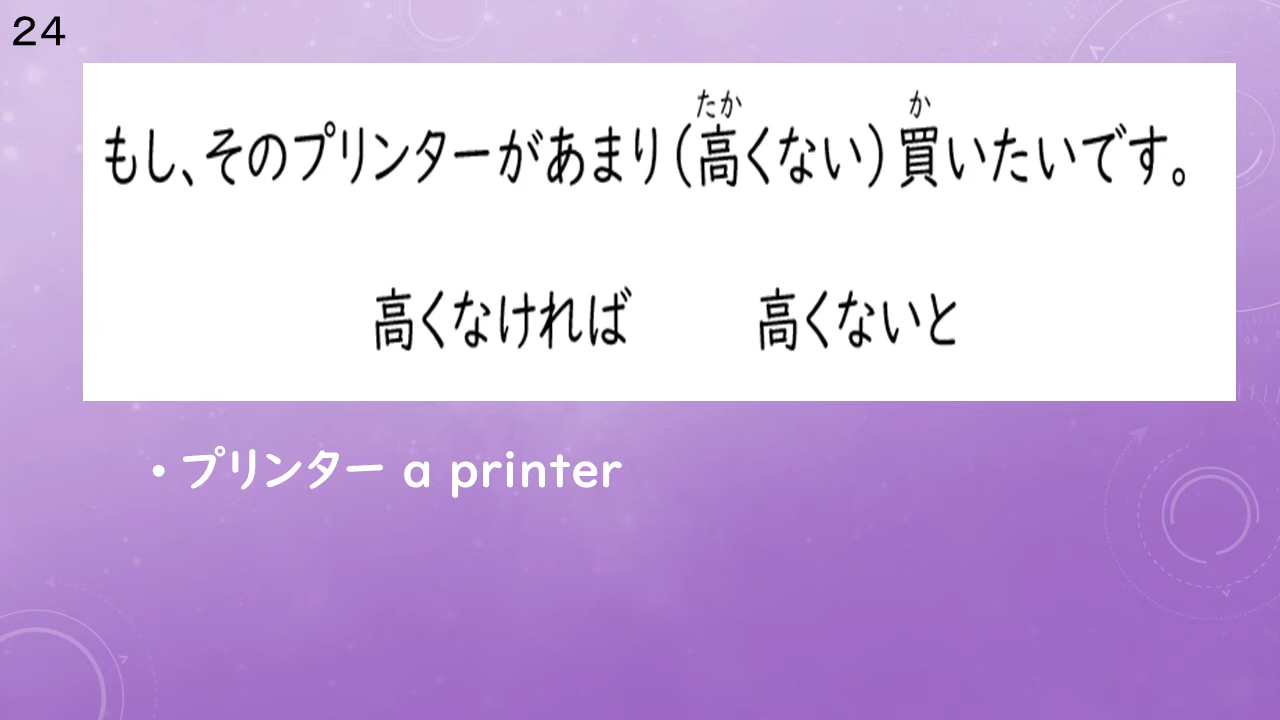 24
たか か
もし、そのプリンターがあまり(高くない)買いたいです。
高くなければ 高くないと
・プリンター a printer